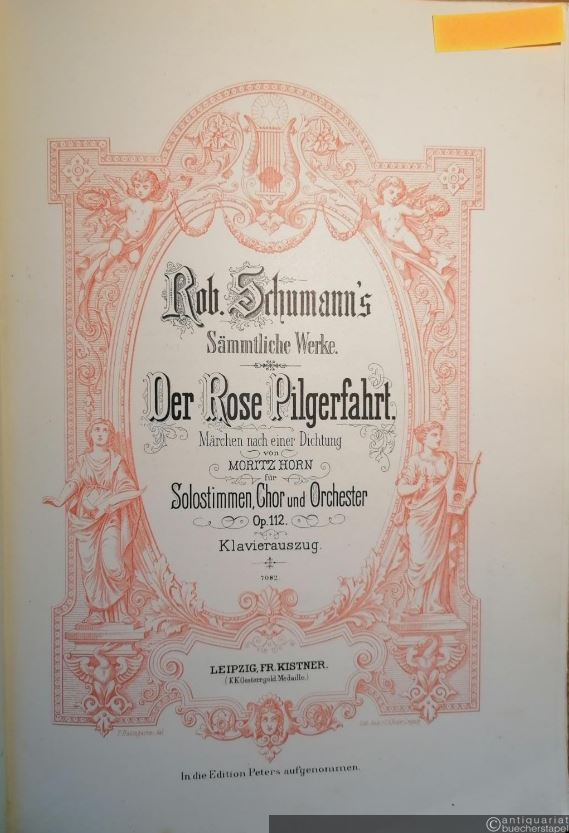 Rob. Schumann's
Sämmtliche Werke.
Der Rose Pilgerfahrt.
Märchen nach einer Dichtung
von
MORITZ HORN
für
Solostimmen, Chor und Orchester
Op. 112.
Klavierauszug.
7082
LEIPZIG, FR. KISTNER.
(K.K.Oesterr.gold.Medaille.)
In die Edition Peters aufgenommen.
antiquariat
buecherstapel